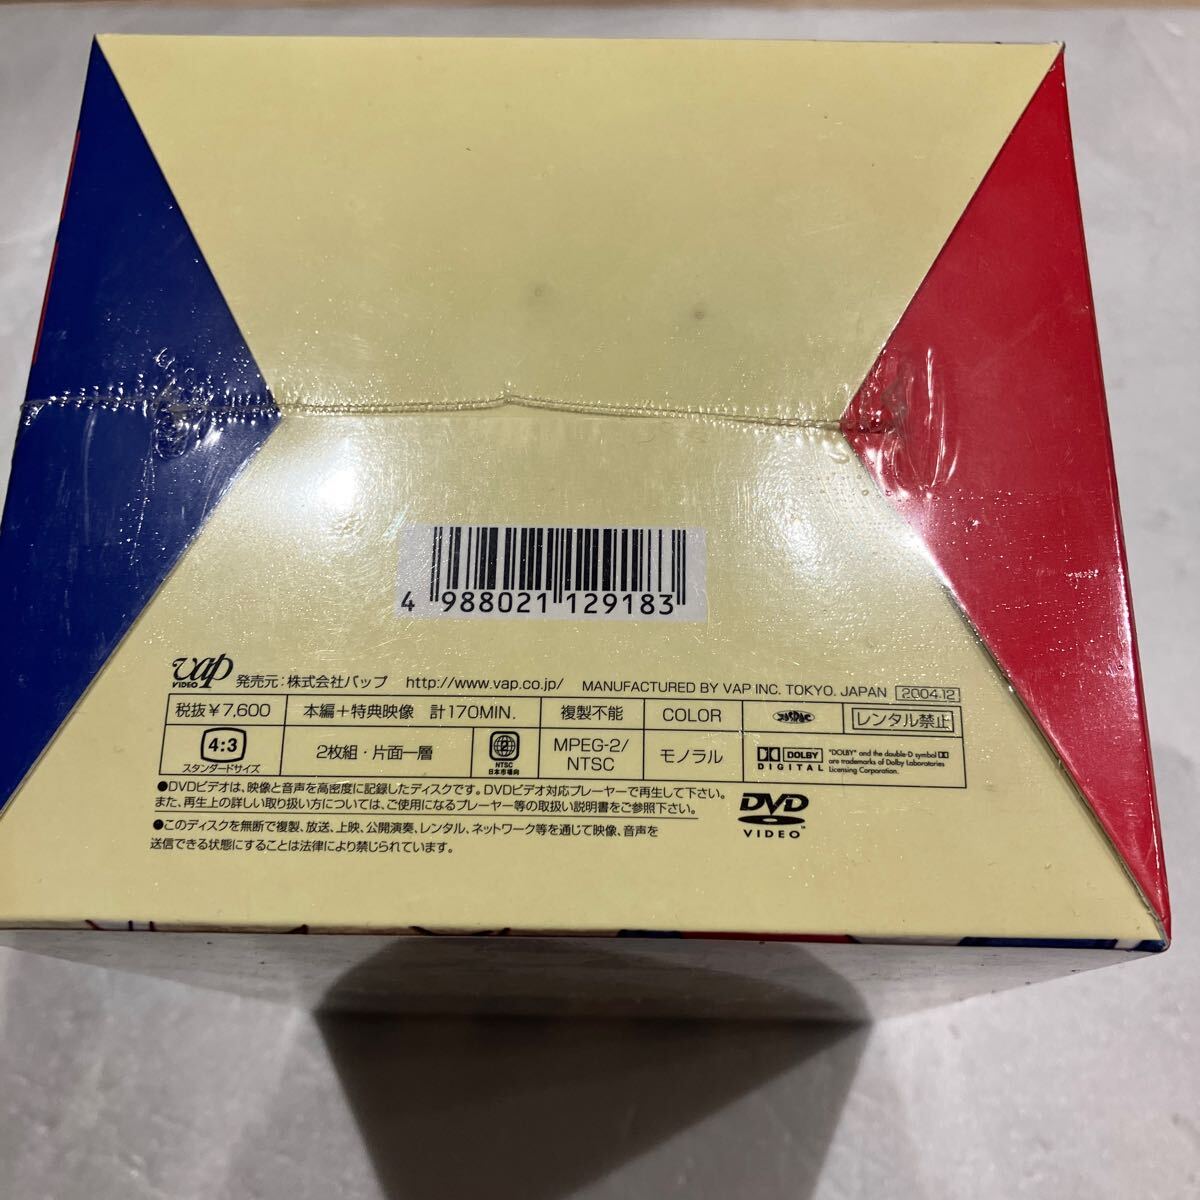 4 988021 129183
vap VIDEO 発売元：株式会社バップ http://www.vap.co.jp/ MANUFACTURED BY VAP INC. TOKYO. JAPAN 2004.12
税抜￥7,600 本編＋特典映像 計170MIN. 複製不能 COLOR レンタル禁止
4:3 スタンダードサイズ 2枚組・片面一層 2 NTSC 日本市場向 MPEG-2/NTSC モノラル DOLBY DIGITAL "DOLBY" and the double-D symbol are trademarks of Dolby Laboratories Licensing Corporation.
●DVDビデオは、映像と音声を高密度に記録したディスクです。DVDビデオ対応プレーヤーで再生して下さい。
また、再生上の詳しい取り扱い方については、ご使用になるプレーヤー等の取扱い説明書をご参照下さい。
DVD VIDEO™
●このディスクを無断で複製、放送、上映、公開演奏、レンタル、ネットワーク等を通じて映像、音声を
送信できる状態にすることは法律により禁じられています。